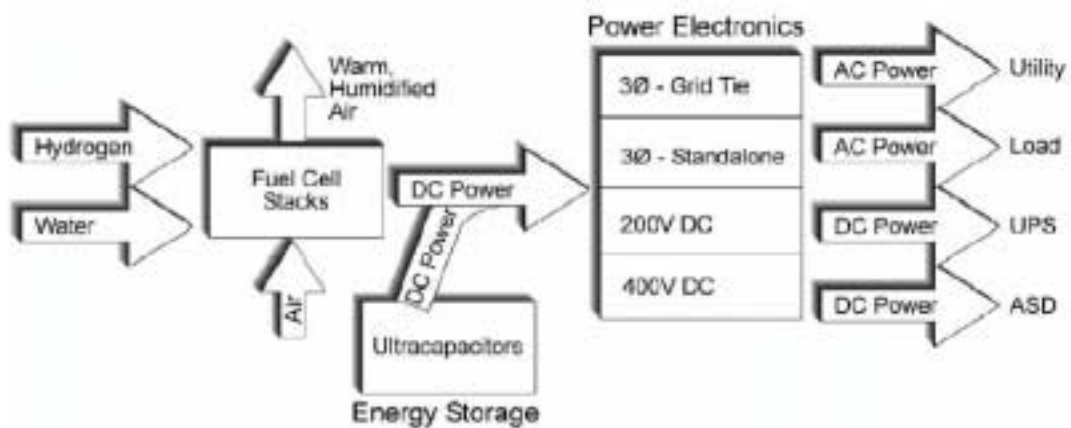 Power Electronics
Warm,
Humidified
Air
Hydrogen
Water
Fuel Cell
Stacks
Air
DC Power
DC Power
Ultracapacitors
Energy Storage
3Ø - Grid Tie
3Ø - Standalone
200V DC
400V DC
AC Power
Utility
AC Power
Load
DC Power
UPS
DC Power
ASD